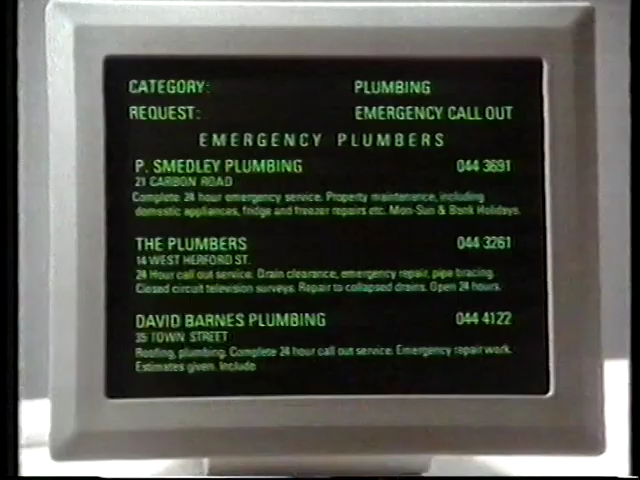 CATEGORY: PLUMBING
REQUEST: EMERGENCY CALL OUT
EMERGENCY PLUMBERS
P. SMEDLEY PLUMBING 044 3691
21 CARBON ROAD
Complete 24 hour emergency service. Property maintenance, including
domestic appliances, fridge and freezer repairs etc. Mon-Sun & Bank Holidays.
THE PLUMBERS 044 3261
14 WEST HERFORD ST.
24 Hour call out service. Drain clearance, emergency repair, pipe bracing.
Closed circuit television surveys. Repair to collapsed drains. Open 24 hours.
DAVID BARNES PLUMBING 044 4122
35 TOWN STREET
Roofing, plumbing. Complete 24 hour call out service. Emergency repair work.
Estimates given. Include